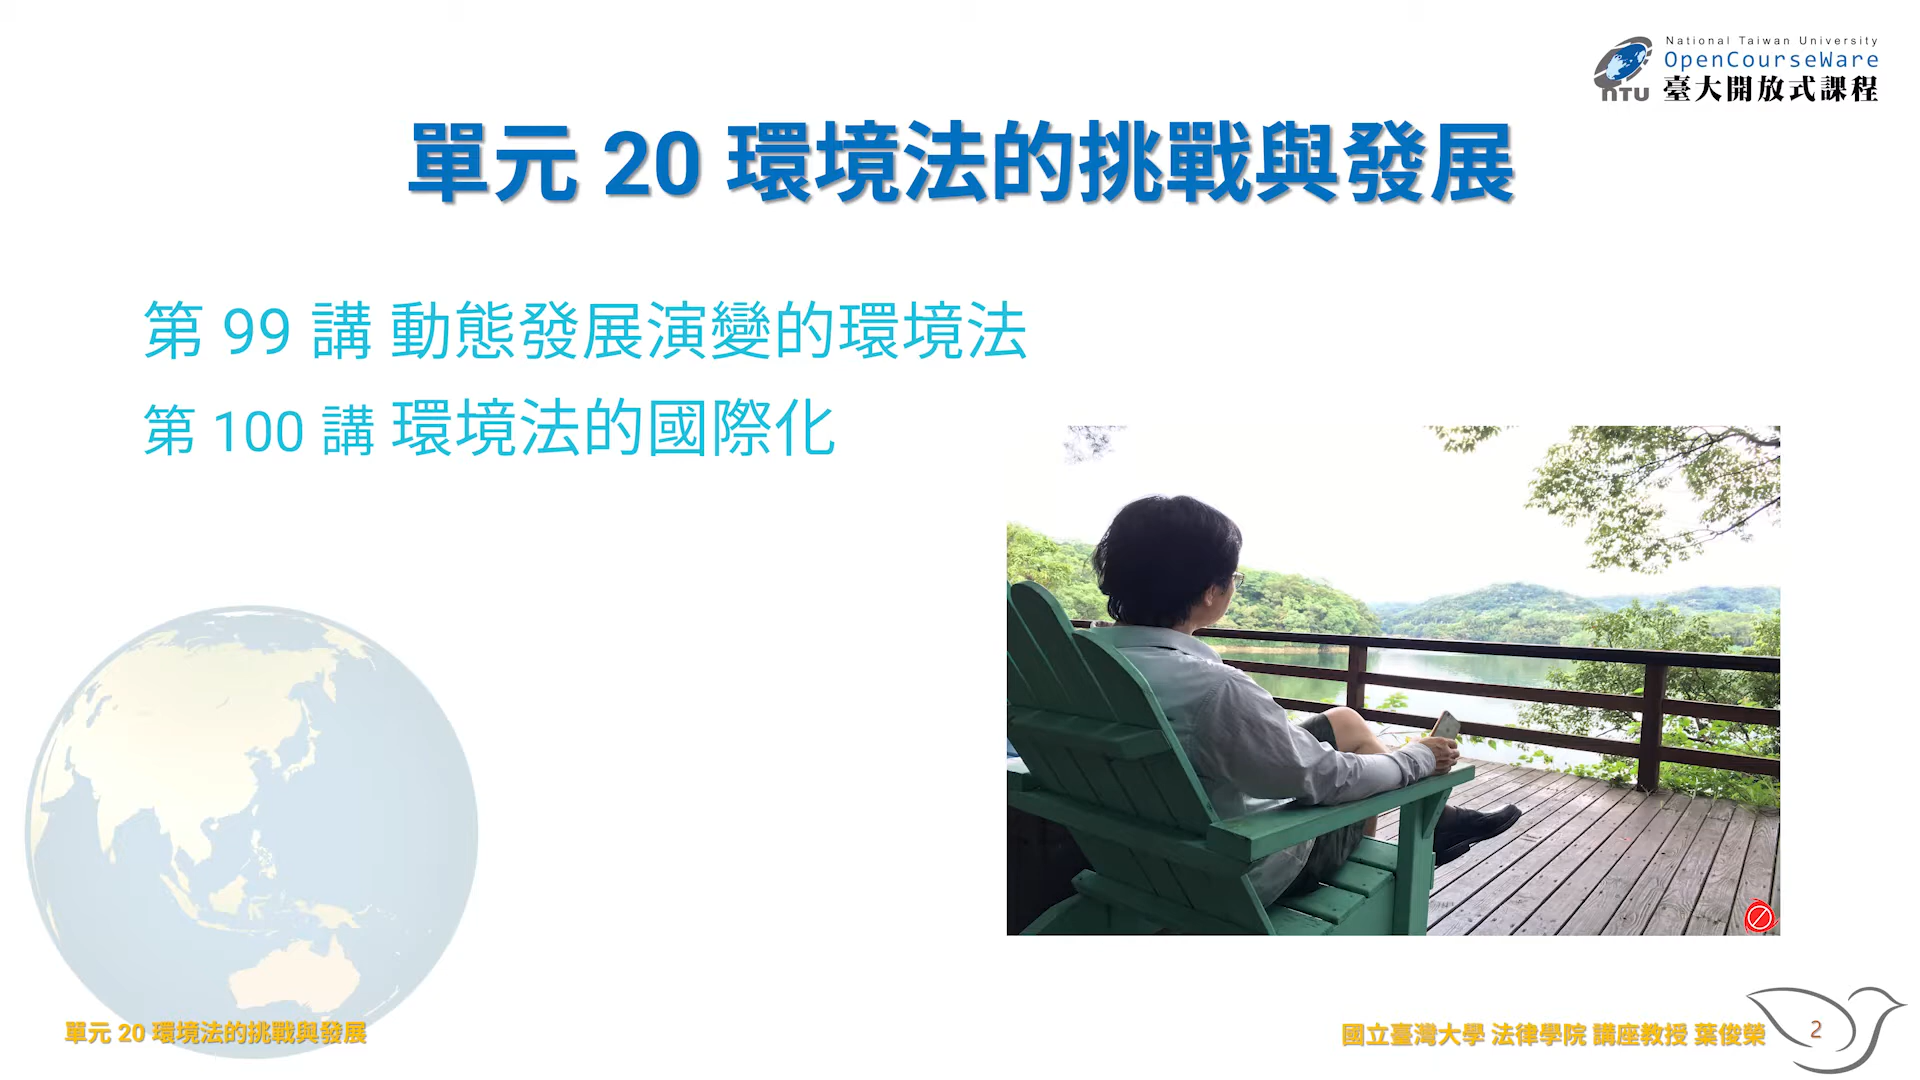 National Taiwan University
OpenCourseWare
NTU 臺大開放式課程
單元 20 環境法的挑戰與發展
第 99 講 動態發展演變的環境法
第 100 講 環境法的國際化
單元 20 環境法的挑戰與發展
國立臺灣大學 法律學院 講座教授 葉俊榮
2